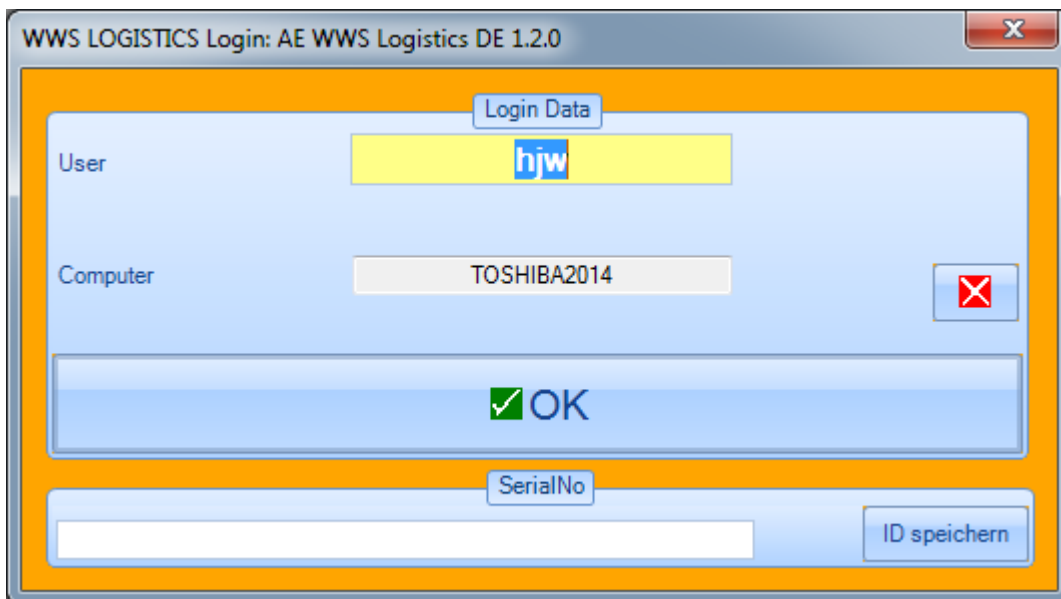 WWS LOGISTICS Login: AE WWS Logistics DE 1.2.0
Login Data
User
hjw
Computer
TOSHIBA2014
OK
SerialNo
ID speichern